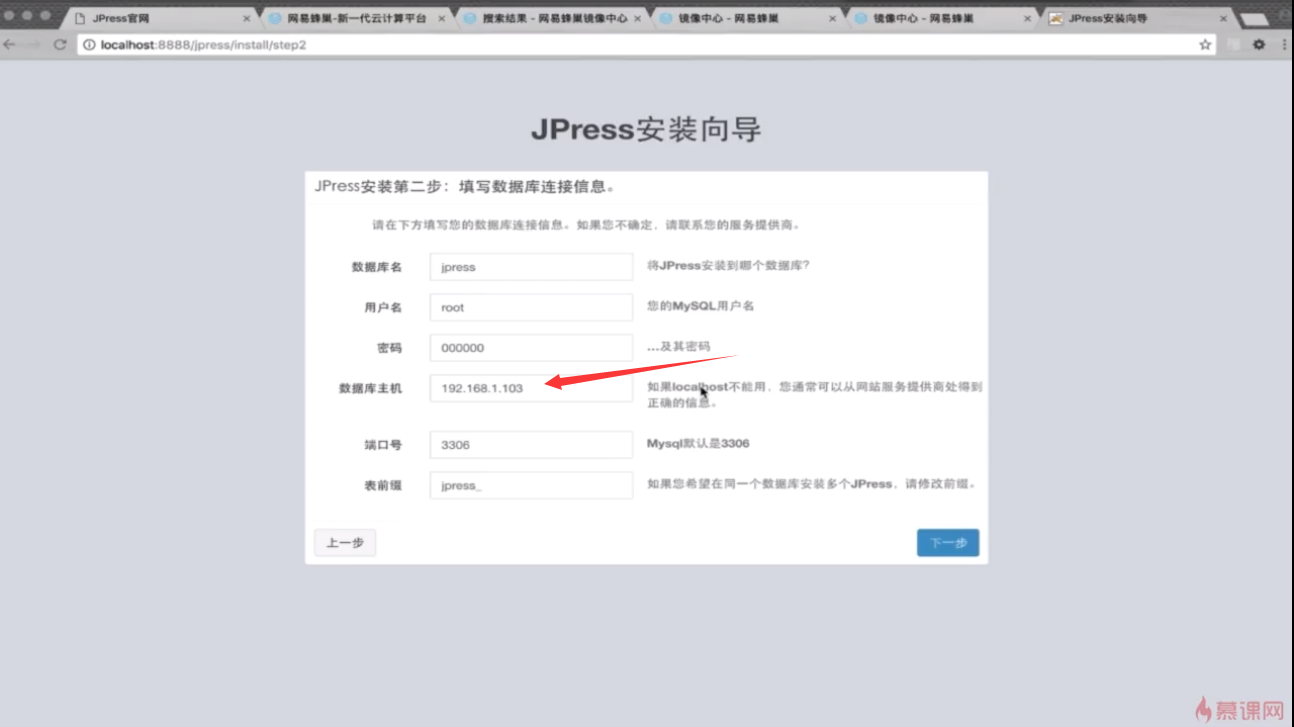 JPress官网
网易蜂巢-新一代云计算平台
搜索结果 - 网易蜂巢镜像中心
镜像中心 - 网易蜂巢
镜像中心 - 网易蜂巢
JPress安装向导
localhost:8888/jpress/install/step2
JPress安装向导
JPress安装第二步：填写数据库连接信息。
请在下方填写您的数据库连接信息。如果您不确定，请联系您的服务提供商。
数据库名 jpress 将JPress安装到哪个数据库?
用户名 root 您的MySQL用户名
密码 000000 ...及其密码
数据库主机 192.168.1.103 如果localhost不能用，您通常可以从网站服务提供商处得到
正确的信息。
端口号 3306 Mysql默认是3306
表前缀 jpress_ 如果您希望在同一个数据库安装多个JPress，请修改前缀。
上一步 下一步
慕课网